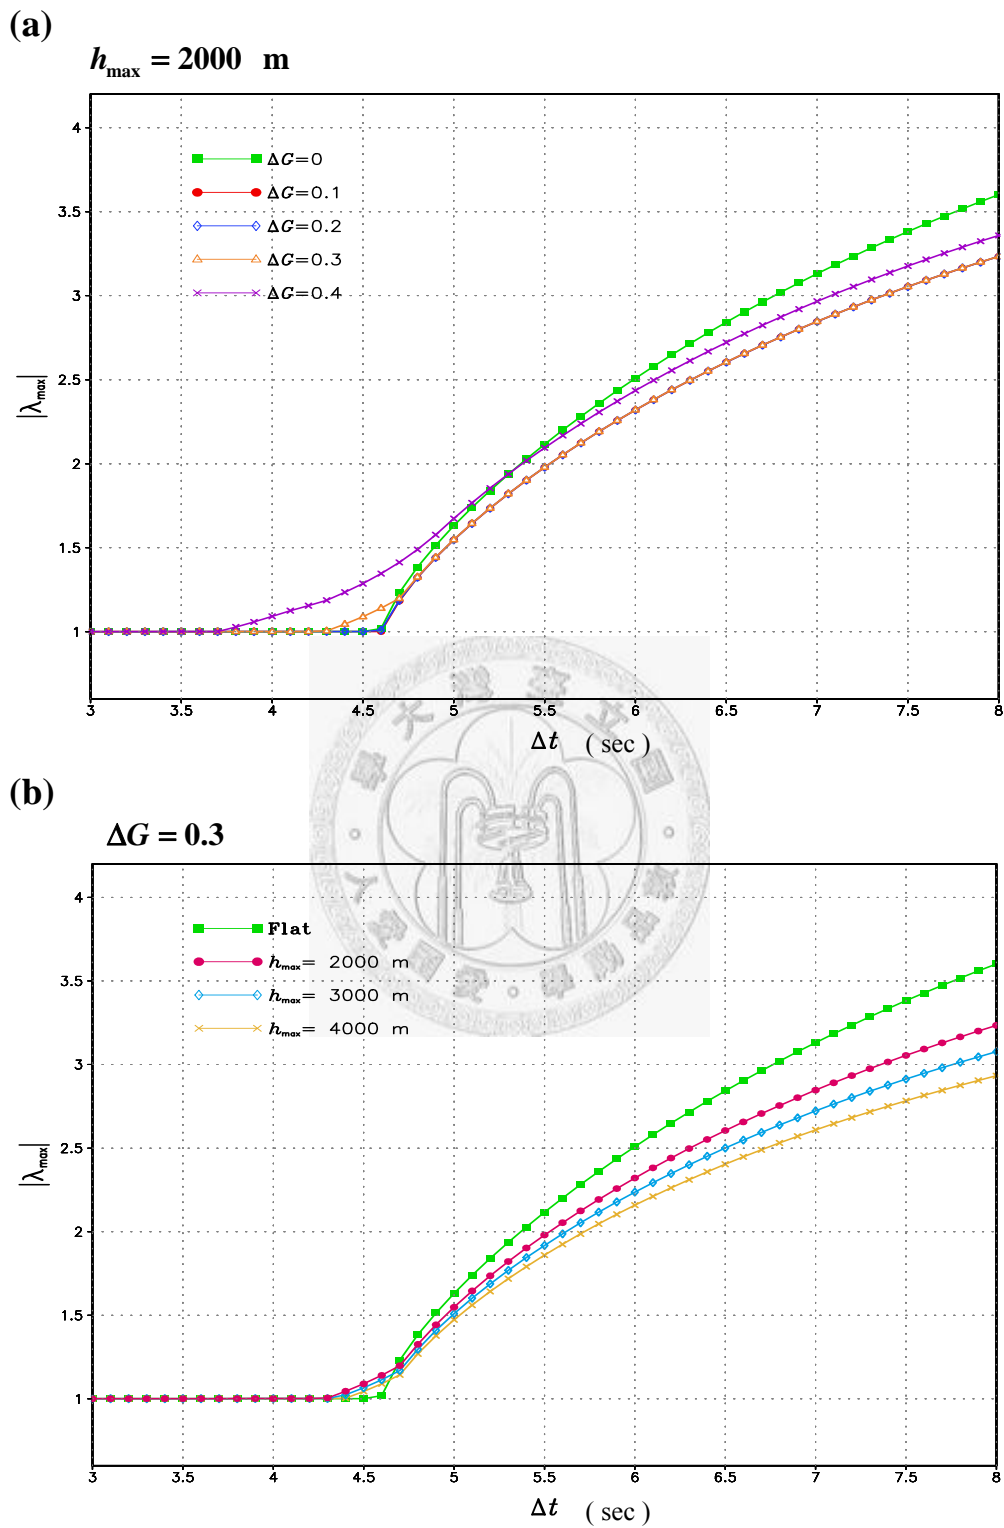 (a)
h_max = 2000 m
4
3.5
3
2.5
2
1.5
1
ΔG=0
ΔG=0.1
ΔG=0.2
ΔG=0.3
ΔG=0.4
|λ_max|
3 3.5 4 4.5 5 5.5 6 6.5 7 7.5 8
Δt ( sec )
(b)
ΔG = 0.3
4
3.5
3
2.5
2
1.5
1
Flat
h_max= 2000 m
h_max= 3000 m
h_max= 4000 m
|λ_max|
3 3.5 4 4.5 5 5.5 6 6.5 7 7.5 8
Δt ( sec )